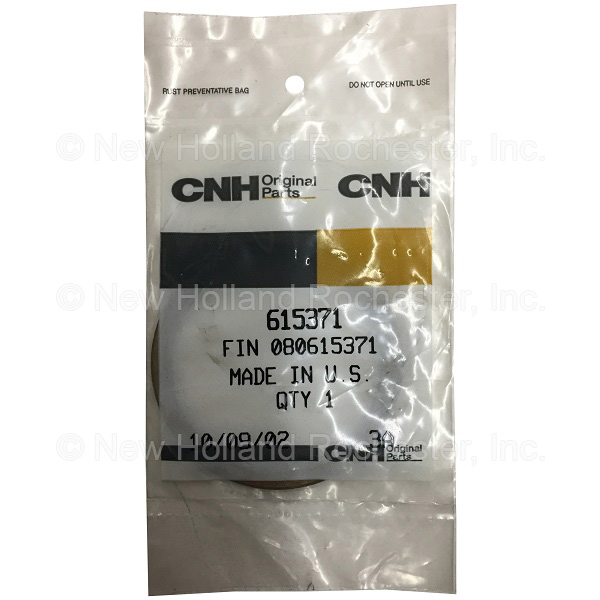 RUST PREVENTATIVE BAG
DO NOT OPEN UNTIL USE
© New Holland Rochester, Inc.
CNH Original Parts CNH
© New Holland Rochester, Inc.
615371
FIN 080615371
MADE IN U.S.
QTY 1
10/09/02 3A
© New Holland Rochester, Inc.
CNH Original Parts